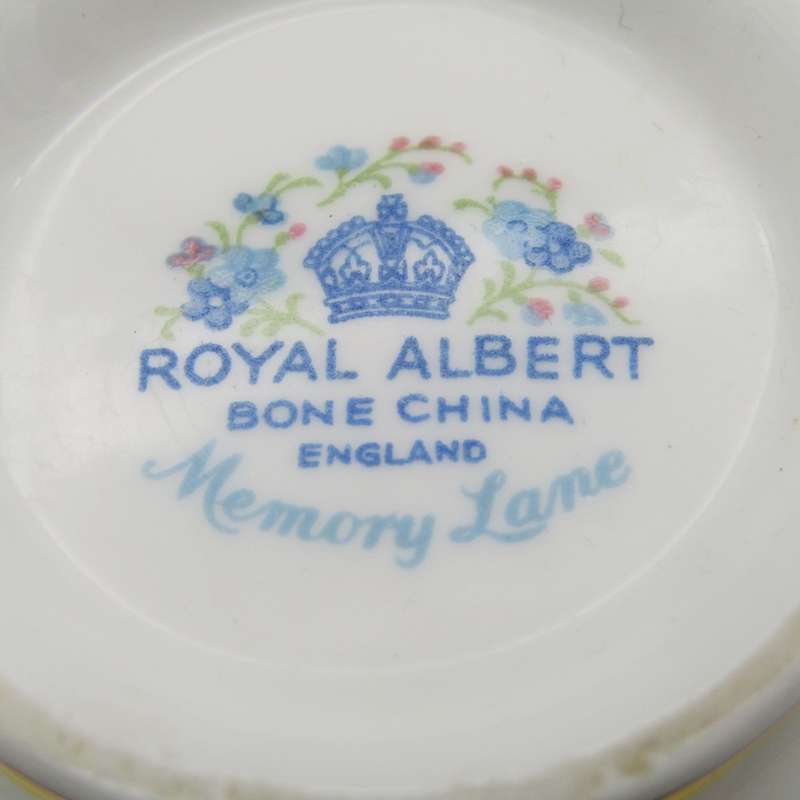 ROYAL ALBERT
BONE CHINA
ENGLAND
Memory Lane